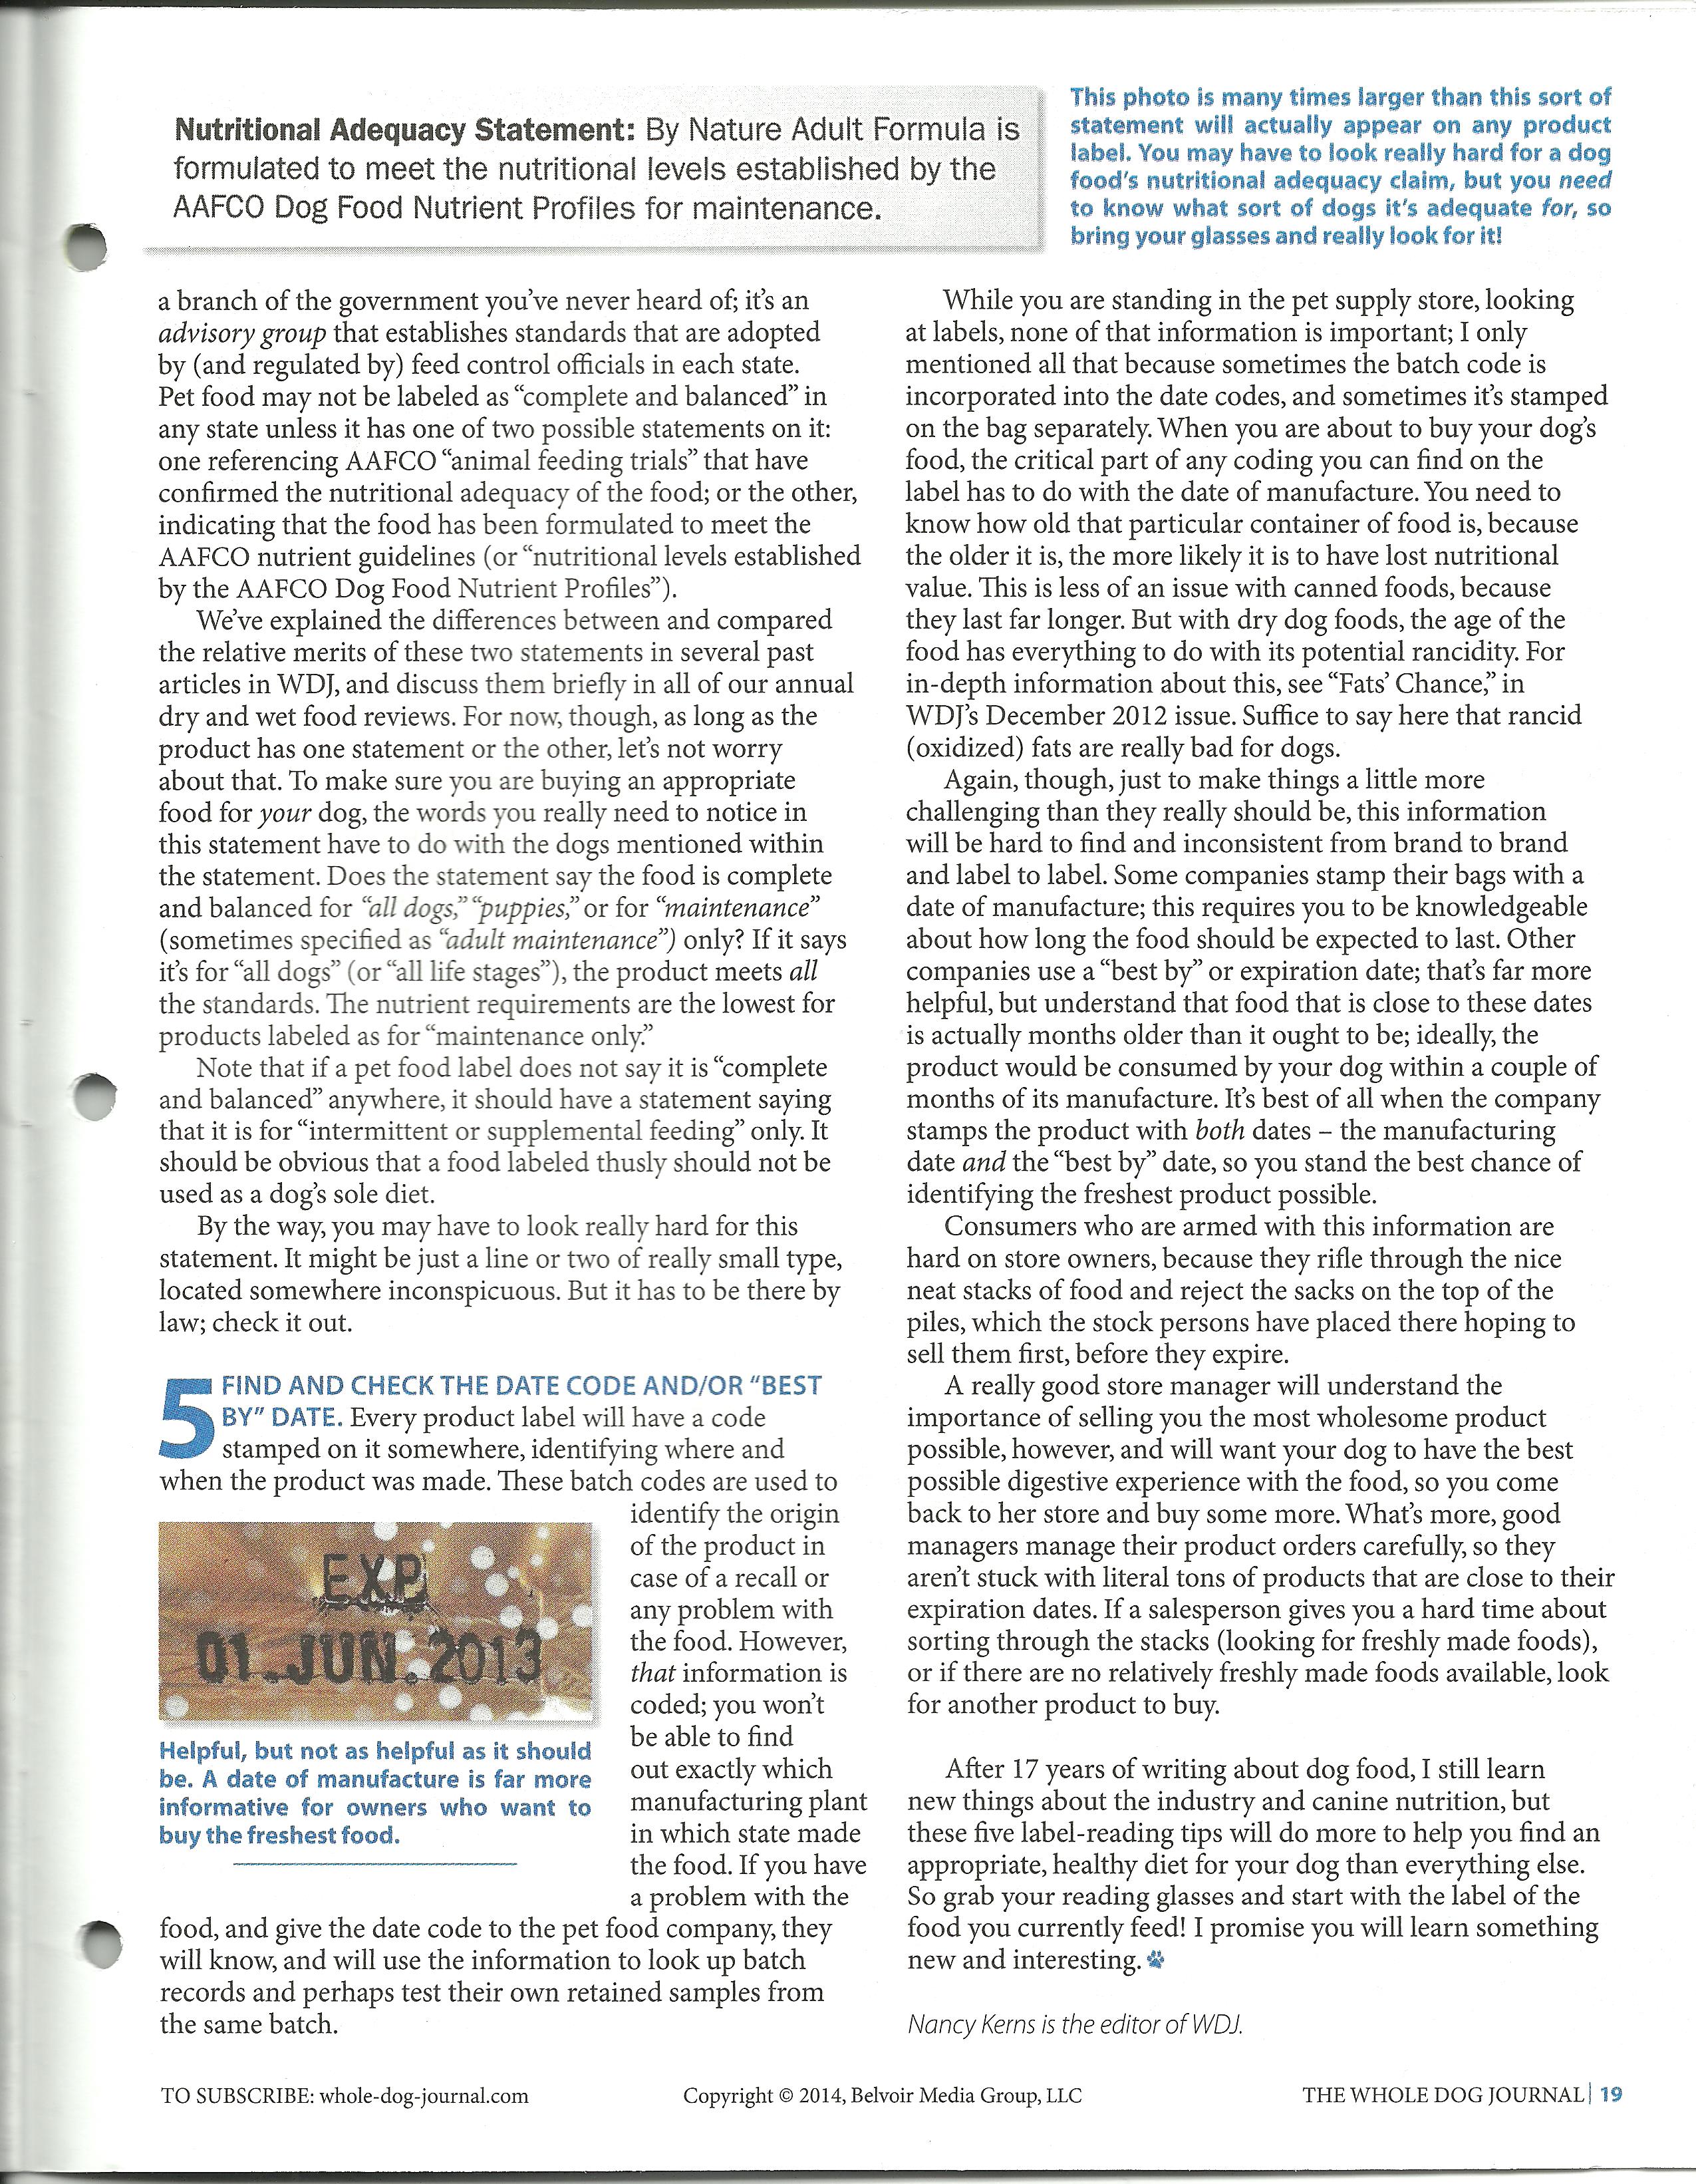 Nutritional Adequacy Statement: By Nature Adult Formula is
formulated to meet the nutritional levels established by the
AAFCO Dog Food Nutrient Profiles for maintenance.
This photo is many times larger than this sort of
statement will actually appear on any product
label. You may have to look really hard for a dog
food's nutritional adequacy claim, but you need
to know what sort of dogs it's adequate for, so
bring your glasses and really look for it!
a branch of the government you've never heard of; it's an
advisory group that establishes standards that are adopted
by (and regulated by) feed control officials in each state.
Pet food may not be labeled as “complete and balanced” in
any state unless it has one of two possible statements on it:
one referencing AAFCO “animal feeding trials” that have
confirmed the nutritional adequacy of the food; or the other,
indicating that the food has been formulated to meet the
AAFCO nutrient guidelines (or “nutritional levels established
by the AAFCO Dog Food Nutrient Profiles”).
We've explained the differences between and compared
the relative merits of these two statements in several past
articles in WDJ, and discuss them briefly in all of our annual
dry and wet food reviews. For now, though, as long as the
product has one statement or the other, let's not worry
about that. To make sure you are buying an appropriate
food for your dog, the words you really need to notice in
this statement have to do with the dogs mentioned within
the statement. Does the statement say the food is complete
and balanced for “all dogs,” “puppies,” or for “maintenance”
(sometimes specified as “adult maintenance”) only? If it says
it's for “all dogs” (or “all life stages”), the product meets all
the standards. The nutrient requirements are the lowest for
products labeled as for “maintenance only.”
Note that if a pet food label does not say it is “complete
and balanced” anywhere, it should have a statement saying
that it is for “intermittent or supplemental feeding” only. It
should be obvious that a food labeled thusly should not be
used as a dog's sole diet.
By the way, you may have to look really hard for this
statement. It might be just a line or two of really small type,
located somewhere inconspicuous. But it has to be there by
law; check it out.
5 FIND AND CHECK THE DATE CODE AND/OR “BEST
BY” DATE. Every product label will have a code
stamped on it somewhere, identifying where and
when the product was made. These batch codes are used to
identify the origin
of the product in
case of a recall or
any problem with
the food. However,
that information is
coded; you won't
be able to find
out exactly which
manufacturing plant
in which state made
the food. If you have
a problem with the
food, and give the date code to the pet food company, they
will know, and will use the information to look up batch
records and perhaps test their own retained samples from
the same batch.
EXP
01.JUN.2013
Helpful, but not as helpful as it should
be. A date of manufacture is far more
informative for owners who want to
buy the freshest food.
While you are standing in the pet supply store, looking
at labels, none of that information is important; I only
mentioned all that because sometimes the batch code is
incorporated into the date codes, and sometimes it's stamped
on the bag separately. When you are about to buy your dog's
food, the critical part of any coding you can find on the
label has to do with the date of manufacture. You need to
know how old that particular container of food is, because
the older it is, the more likely it is to have lost nutritional
value. This is less of an issue with canned foods, because
they last far longer. But with dry dog foods, the age of the
food has everything to do with its potential rancidity. For
in-depth information about this, see “Fats' Chance,” in
WDJ's December 2012 issue. Suffice to say here that rancid
(oxidized) fats are really bad for dogs.
Again, though, just to make things a little more
challenging than they really should be, this information
will be hard to find and inconsistent from brand to brand
and label to label. Some companies stamp their bags with a
date of manufacture; this requires you to be knowledgeable
about how long the food should be expected to last. Other
companies use a “best by” or expiration date; that's far more
helpful, but understand that food that is close to these dates
is actually months older than it ought to be; ideally, the
product would be consumed by your dog within a couple of
months of its manufacture. It's best of all when the company
stamps the product with both dates – the manufacturing
date and the “best by” date, so you stand the best chance of
identifying the freshest product possible.
Consumers who are armed with this information are
hard on store owners, because they rifle through the nice
neat stacks of food and reject the sacks on the top of the
piles, which the stock persons have placed there hoping to
sell them first, before they expire.
A really good store manager will understand the
importance of selling you the most wholesome product
possible, however, and will want your dog to have the best
possible digestive experience with the food, so you come
back to her store and buy some more. What's more, good
managers manage their product orders carefully, so they
aren't stuck with literal tons of products that are close to their
expiration dates. If a salesperson gives you a hard time about
sorting through the stacks (looking for freshly made foods),
or if there are no relatively freshly made foods available, look
for another product to buy.
After 17 years of writing about dog food, I still learn
new things about the industry and canine nutrition, but
these five label-reading tips will do more to help you find an
appropriate, healthy diet for your dog than everything else.
So grab your reading glasses and start with the label of the
food you currently feed! I promise you will learn something
new and interesting.
Nancy Kerns is the editor of WDJ.
TO SUBSCRIBE: whole-dog-journal.com
Copyright © 2014, Belvoir Media Group, LLC
THE WHOLE DOG JOURNAL | 19